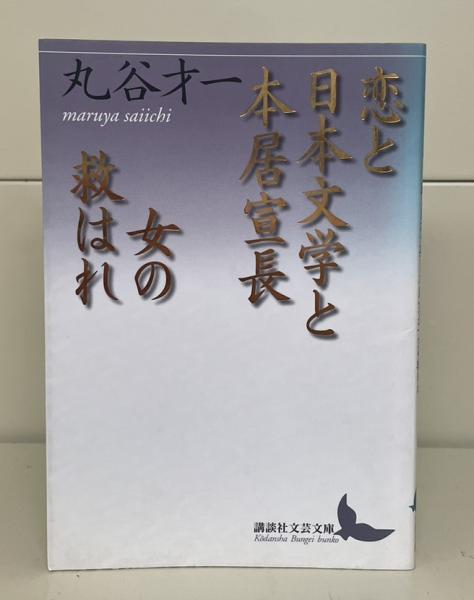 丸谷才一
maruya saiichi
恋と
日本文学と
本居宣長
女の
救はれ
講談社文芸文庫
Kōdansha Bungei bunko